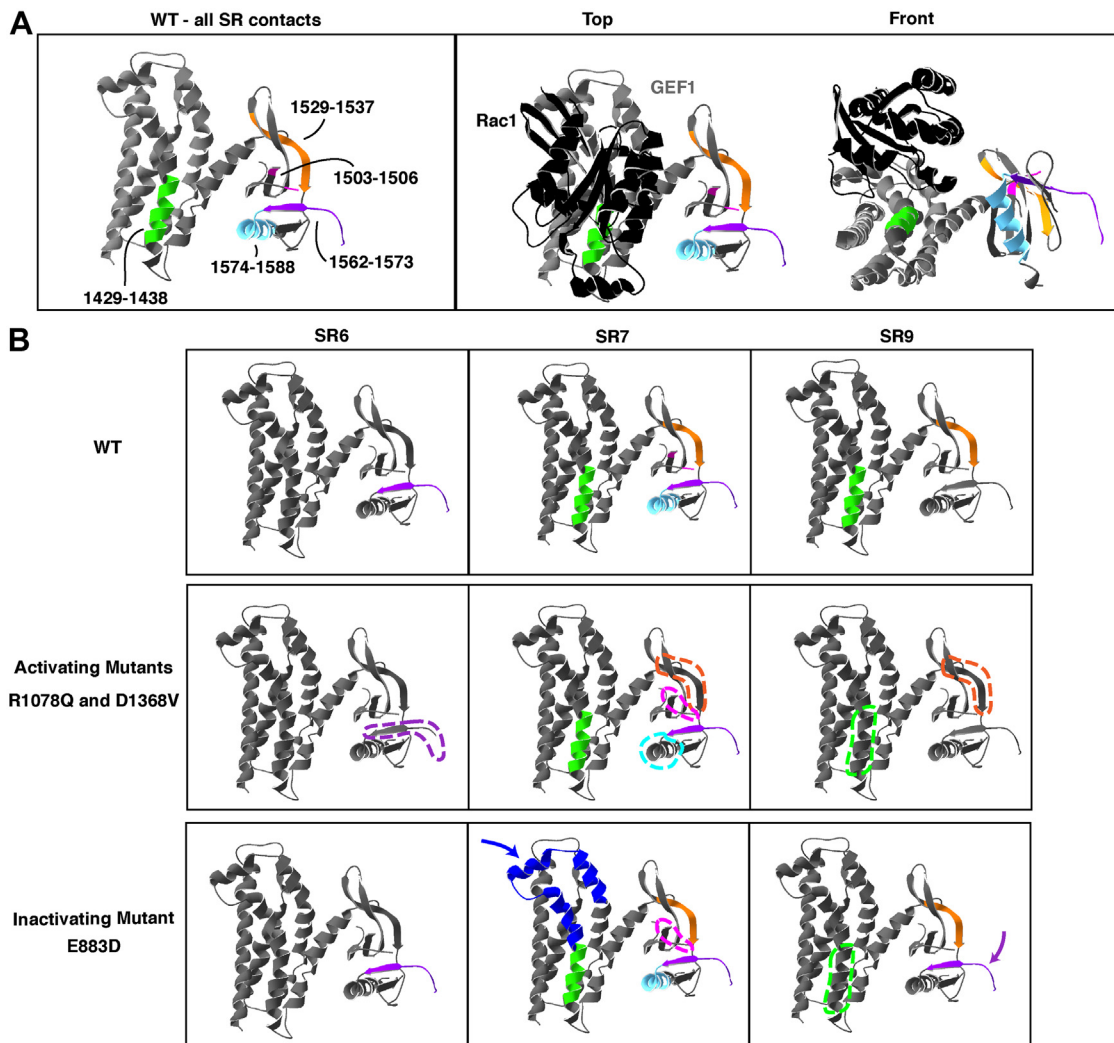 A
WT - all SR contacts
Top
Front
1529-1537
1503-1506
1574-1588
1562-1573
1429-1438
GEF1
Rac1
B
SR6
SR7
SR9
WT
Activating Mutants
R1078Q and D1368V
Inactivating Mutant
E883D